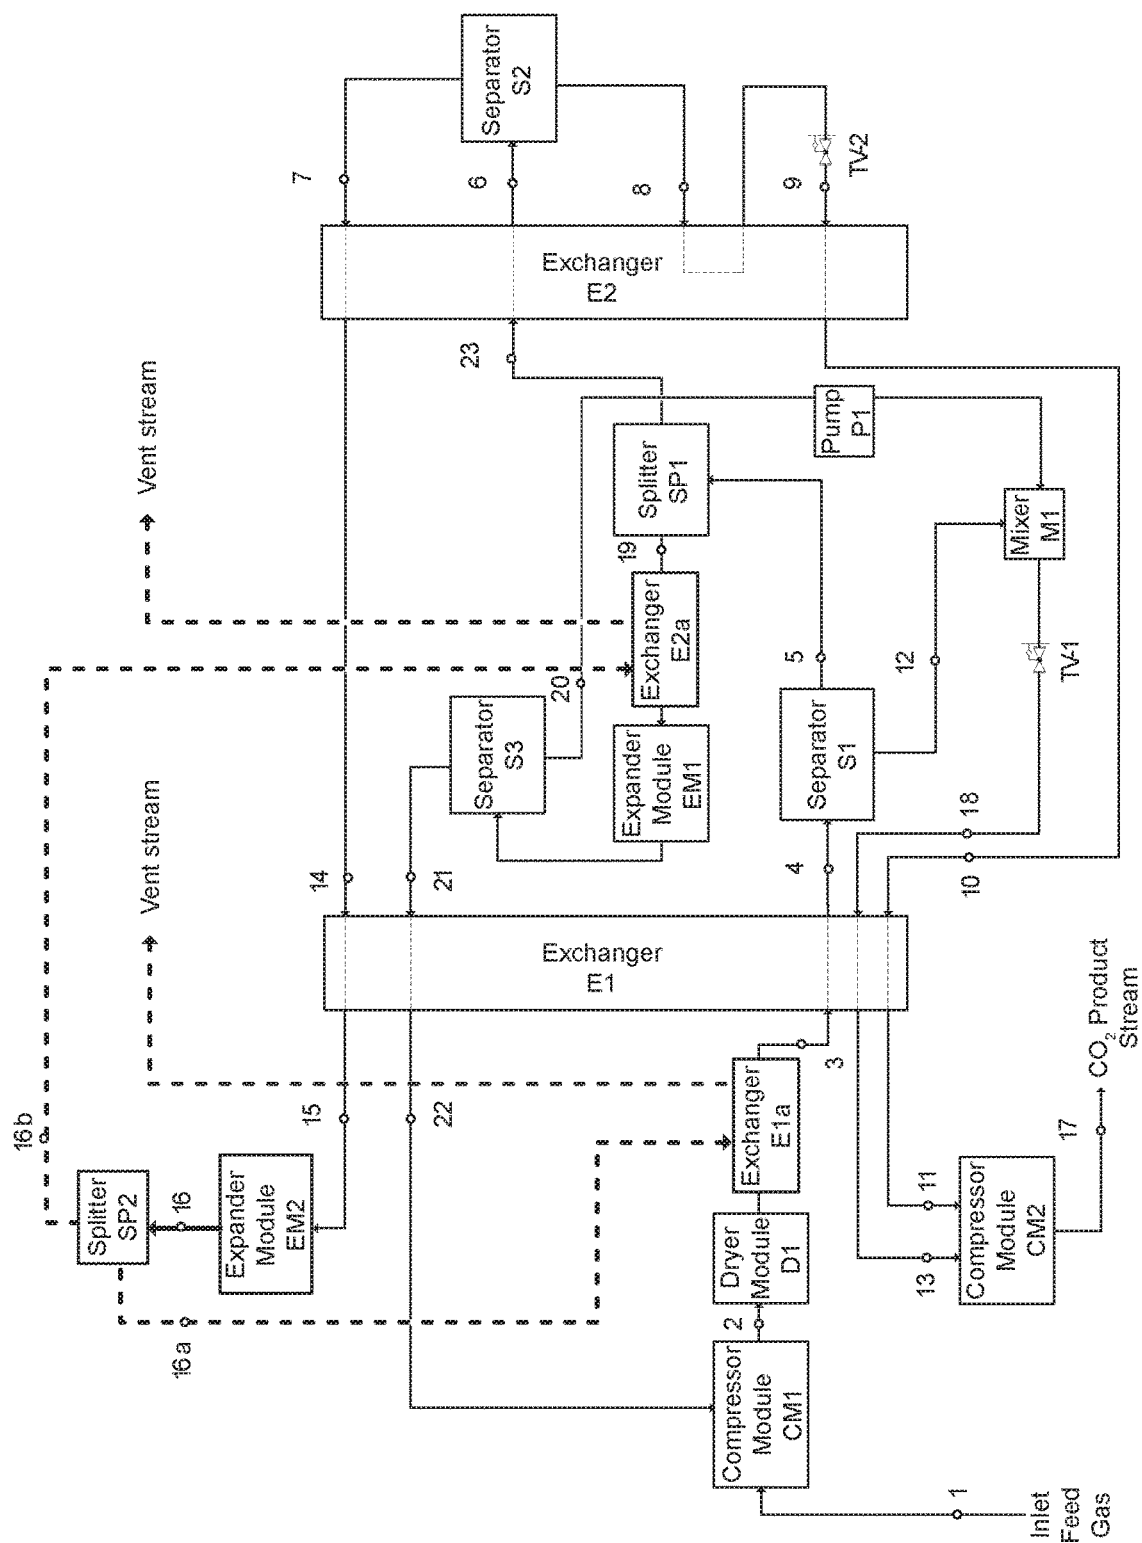 16b
Splitter
SP2
16
Expander
Module
EM2
16a
15
22
Vent stream
Vent stream
14
21
Exchanger
E1
Separator
S3
20
Expander
Module
EM1
Exchanger
E2a
19
Splitter
SP1
23
7
6
8
9
Separator
S2
Exchanger
E2
TV-2
Pump
P1
Mixer
M1
TV-1
5
12
Separator
S1
4
18
10
3
Exchanger
E1a
Dryer
Module
D1
2
Compressor
Module
CM1
1
Inlet
Feed
Gas
13
11
Compressor
Module
CM2
17
CO₂ Product
Stream